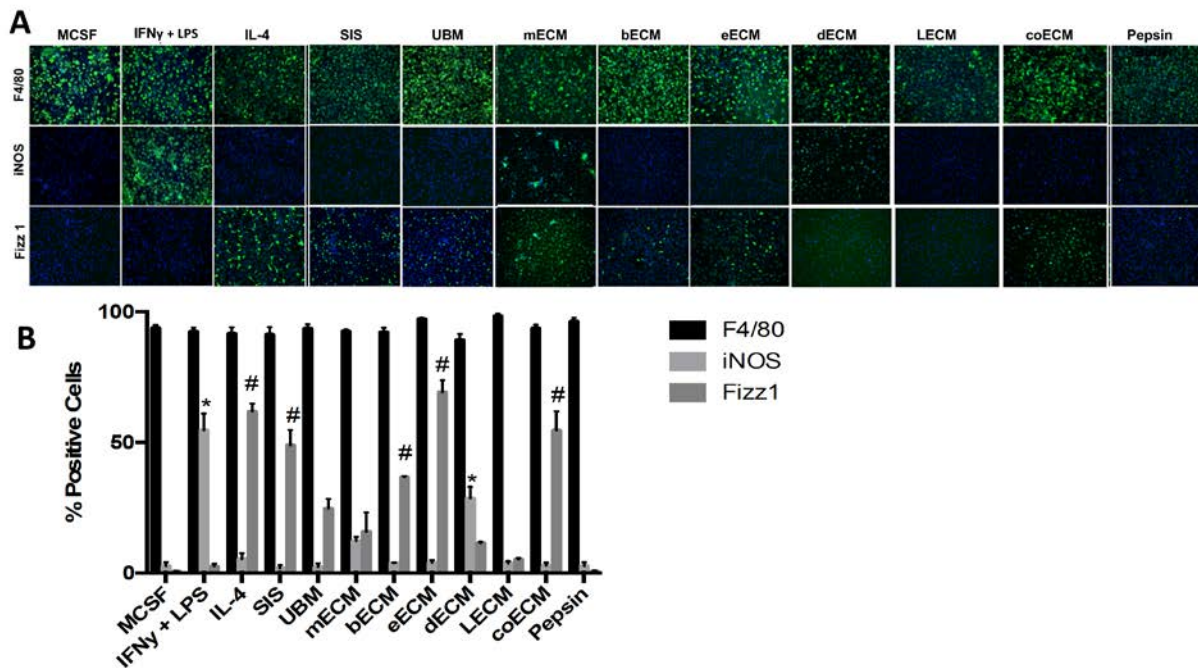 A
MCSF IFNγ + LPS IL-4 SIS UBM mECM bECM eECM dECM LECM coECM Pepsin
F4/80
iNOS
Fizz 1
B
% Positive Cells
100
50
0
* # # # # * #
F4/80
iNOS
Fizz1
MCSF IFNγ + LPS IL-4 SIS UBM mECM bECM eECM dECM LECM coECM Pepsin